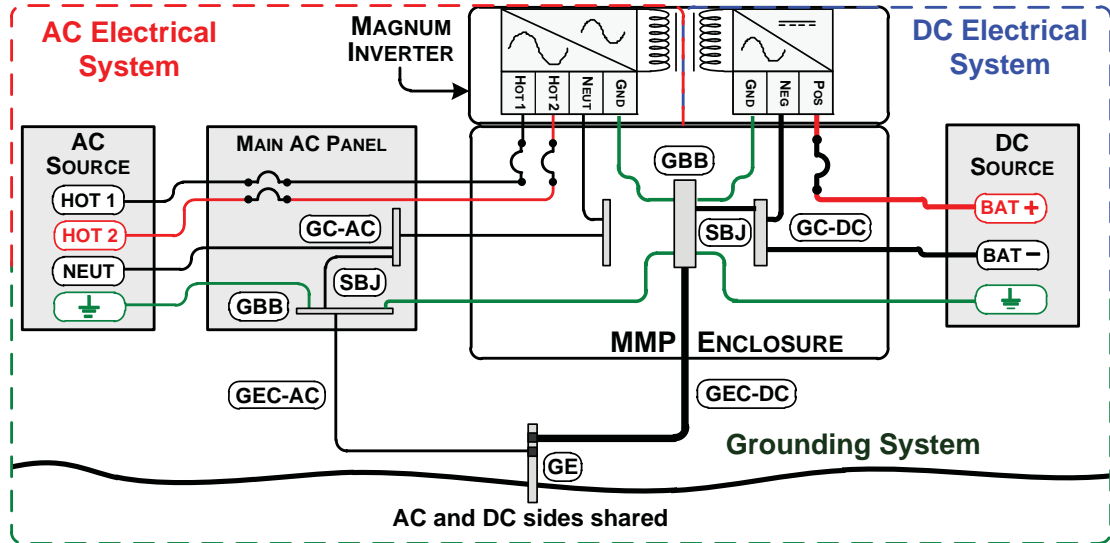 AC Electrical
System
MAGNUM
INVERTER
DC Electrical
System
HOT 1
HOT 2
NEUT
GND
GND
NEG
POS
AC
SOURCE
HOT 1
HOT 2
NEUT
MAIN AC PANEL
GC-AC
SBJ
GBB
GBB
SBJ
GC-DC
DC
SOURCE
BAT +
BAT −
MMP ENCLOSURE
GEC-AC
GEC-DC
GE
Grounding System
AC and DC sides shared